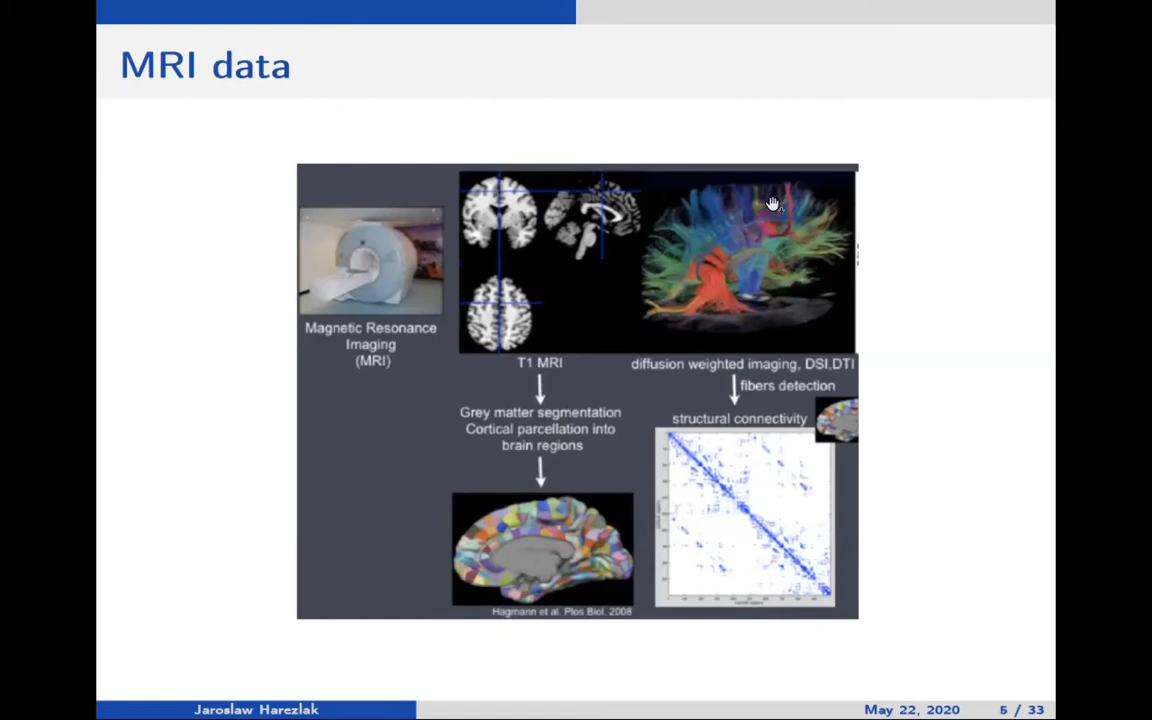 MRI data
Magnetic Resonance
Imaging
(MRI)
T1 MRI
Grey matter segmentation
Cortical parcellation into
brain regions
Hagmann et al. Plos Biol. 2008
diffusion weighted imaging, DSI,DTI
fibers detection
structural connectivity
Jaroslaw Harezlak
May 22, 2020
5 / 33